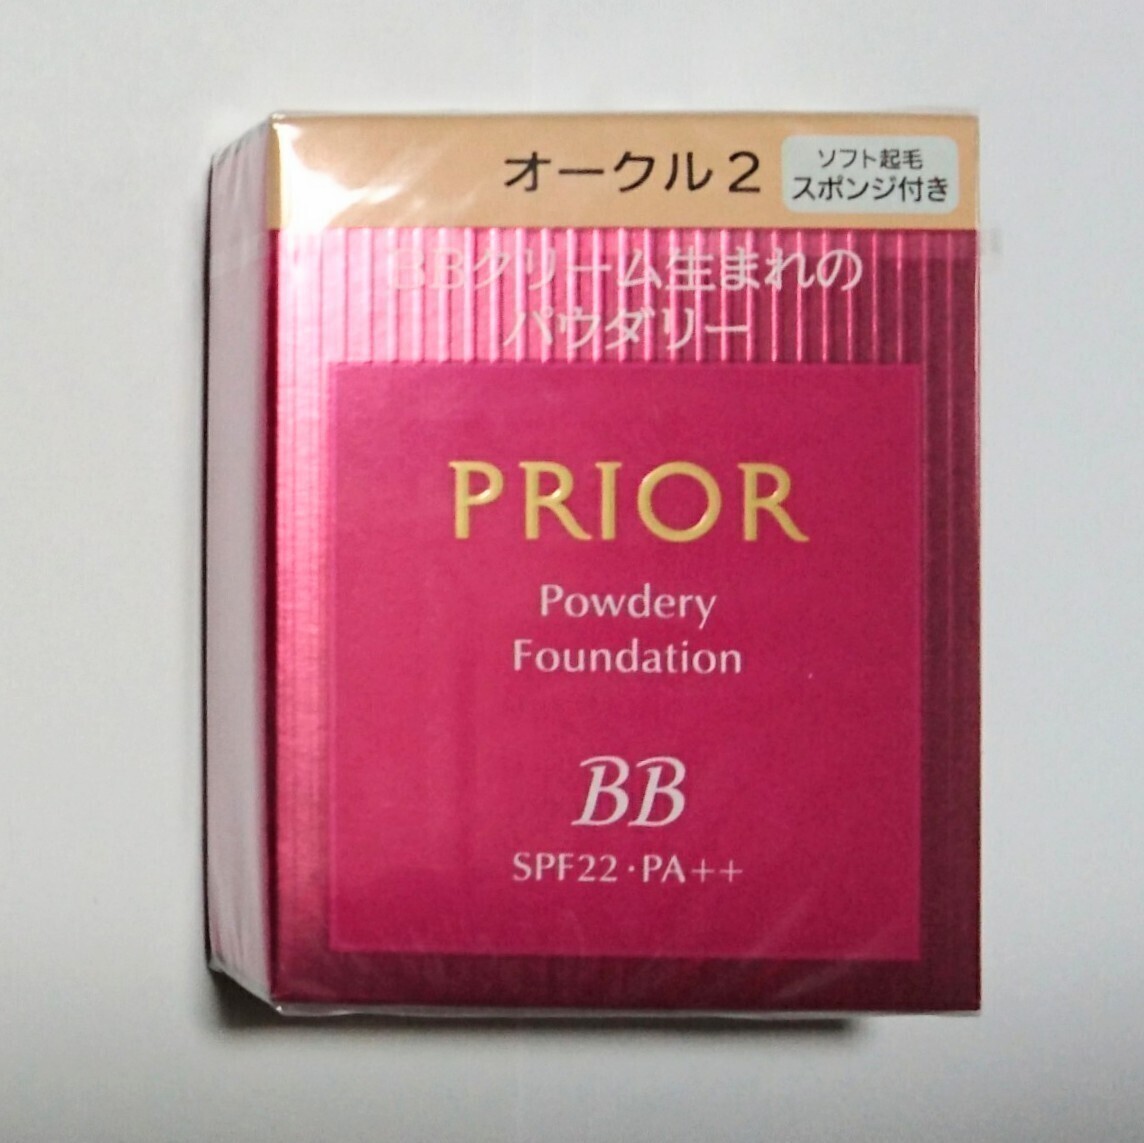 オークル2
ソフト起毛
スポンジ付き
BBクリーム生まれの
パウダリー
PRIOR
Powdery
Foundation
BB
SPF22・PA++